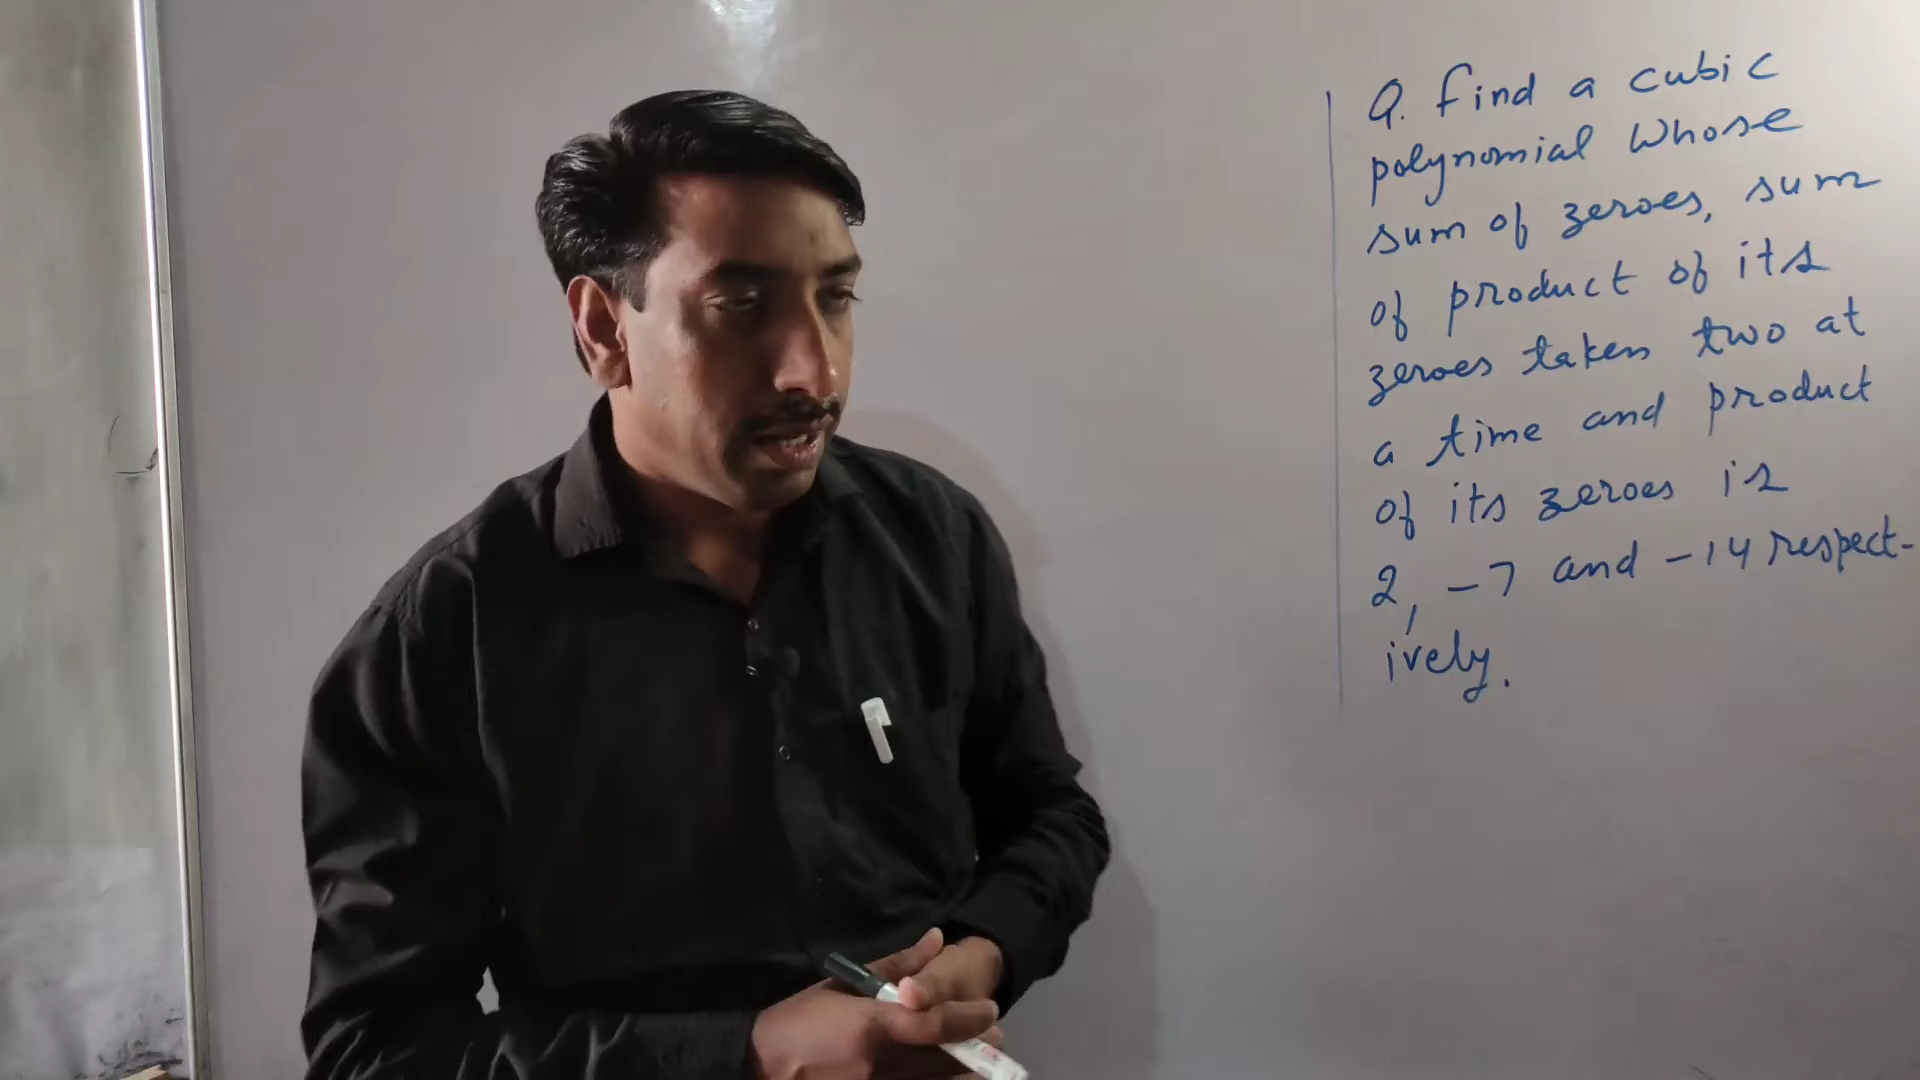 Q. Find a cubic
polynomial whose
sum of zeroes, sum
of product of its
zeroes taken two at
a time and product
of its zeroes is
2, -7 and -14 respect-
ively.